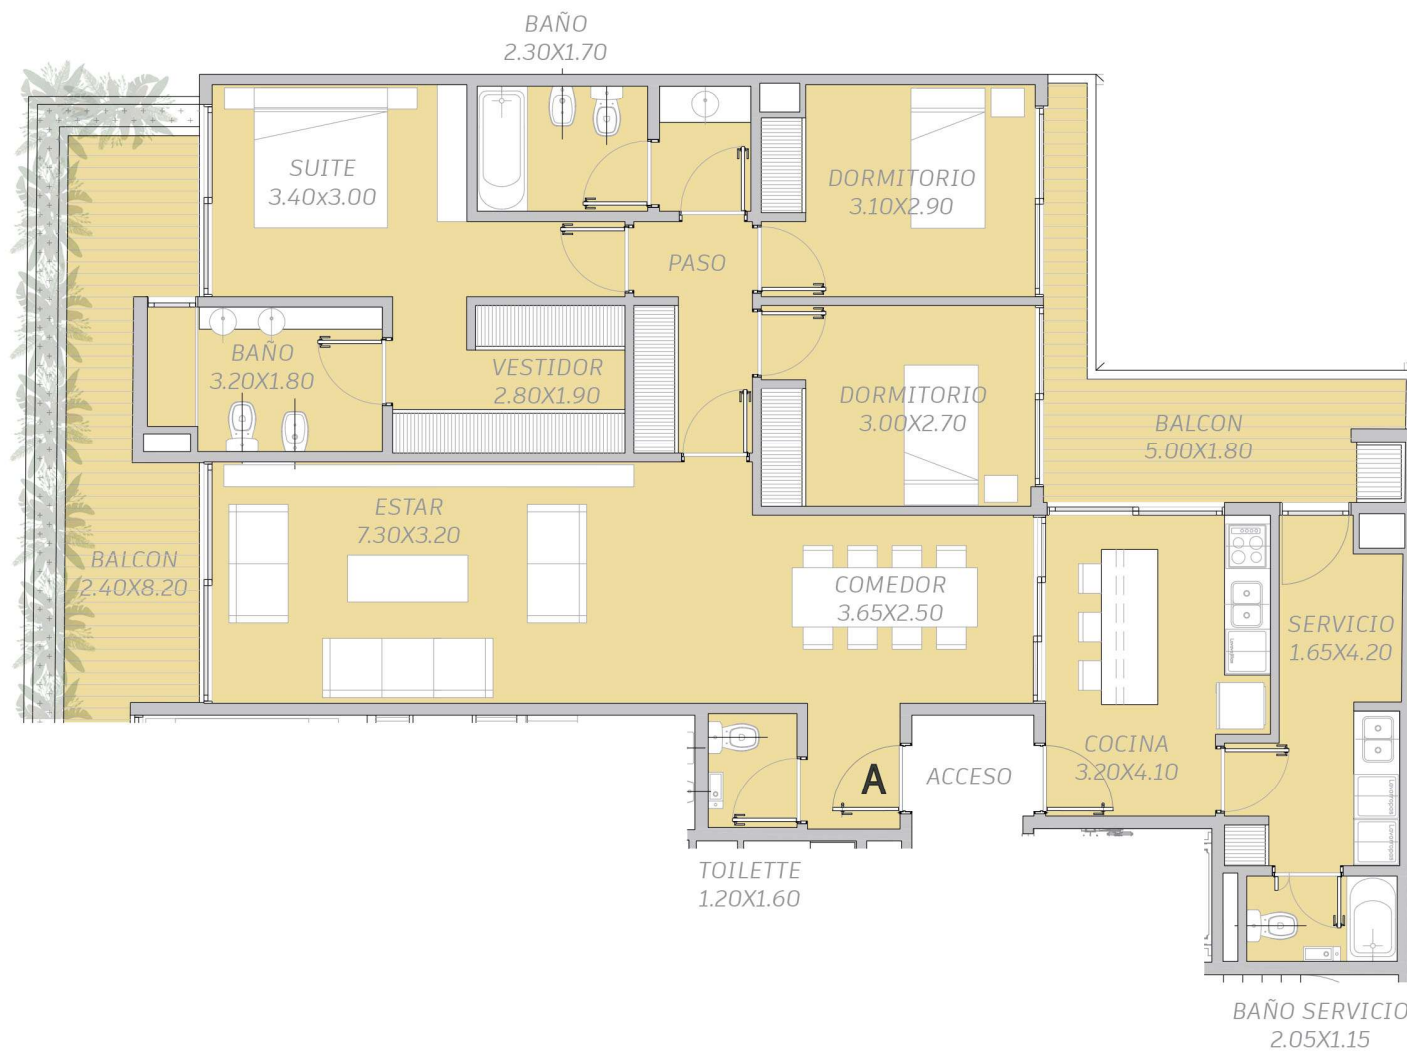 BAÑO
2.30X1.70
SUITE
3.40x3.00
DORMITORIO
3.10X2.90
PASO
BAÑO
3.20X1.80
VESTIDOR
2.80X1.90
DORMITORIO
3.00X2.70
BALCON
5.00X1.80
ESTAR
7.30X3.20
BALCON
2.40X8.20
COMEDOR
3.65X2.50
SERVICIO
1.65X4.20
COCINA
3.20X4.10
A
ACCESO
TOILETTE
1.20X1.60
BAÑO SERVICIO
2.05X1.15